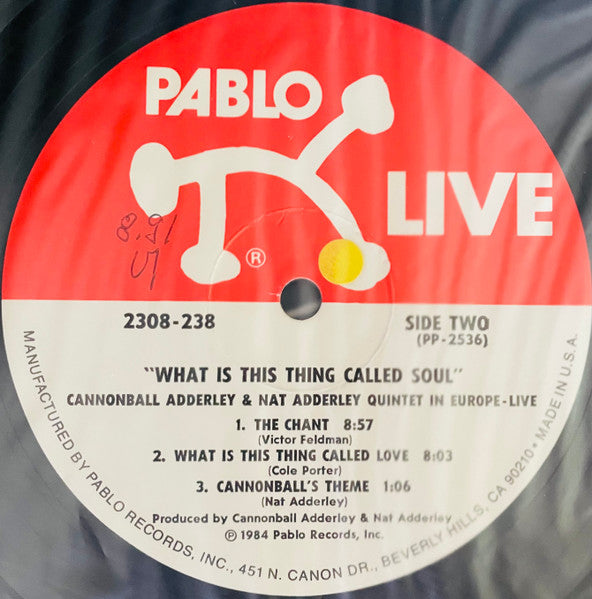 PABLO
LIVE
8.91
®
2308-238
SIDE TWO
(PP-2536)
"WHAT IS THIS THING CALLED SOUL"
CANNONBALL ADDERLEY & NAT ADDERLEY QUINTET IN EUROPE-LIVE
1. THE CHANT 8:57
(Victor Feldman)
2. WHAT IS THIS THING CALLED LOVE 8:03
(Cole Porter)
3. CANNONBALL'S THEME 1:06
(Nat Adderley)
Produced by Cannonball Adderley & Nat Adderley
℗ 1984 Pablo Records, Inc.
MANUFACTURED BY PABLO RECORDS, INC., 451 N. CANON DR., BEVERLY HILLS, CA 90210 • MADE IN U.S.A.